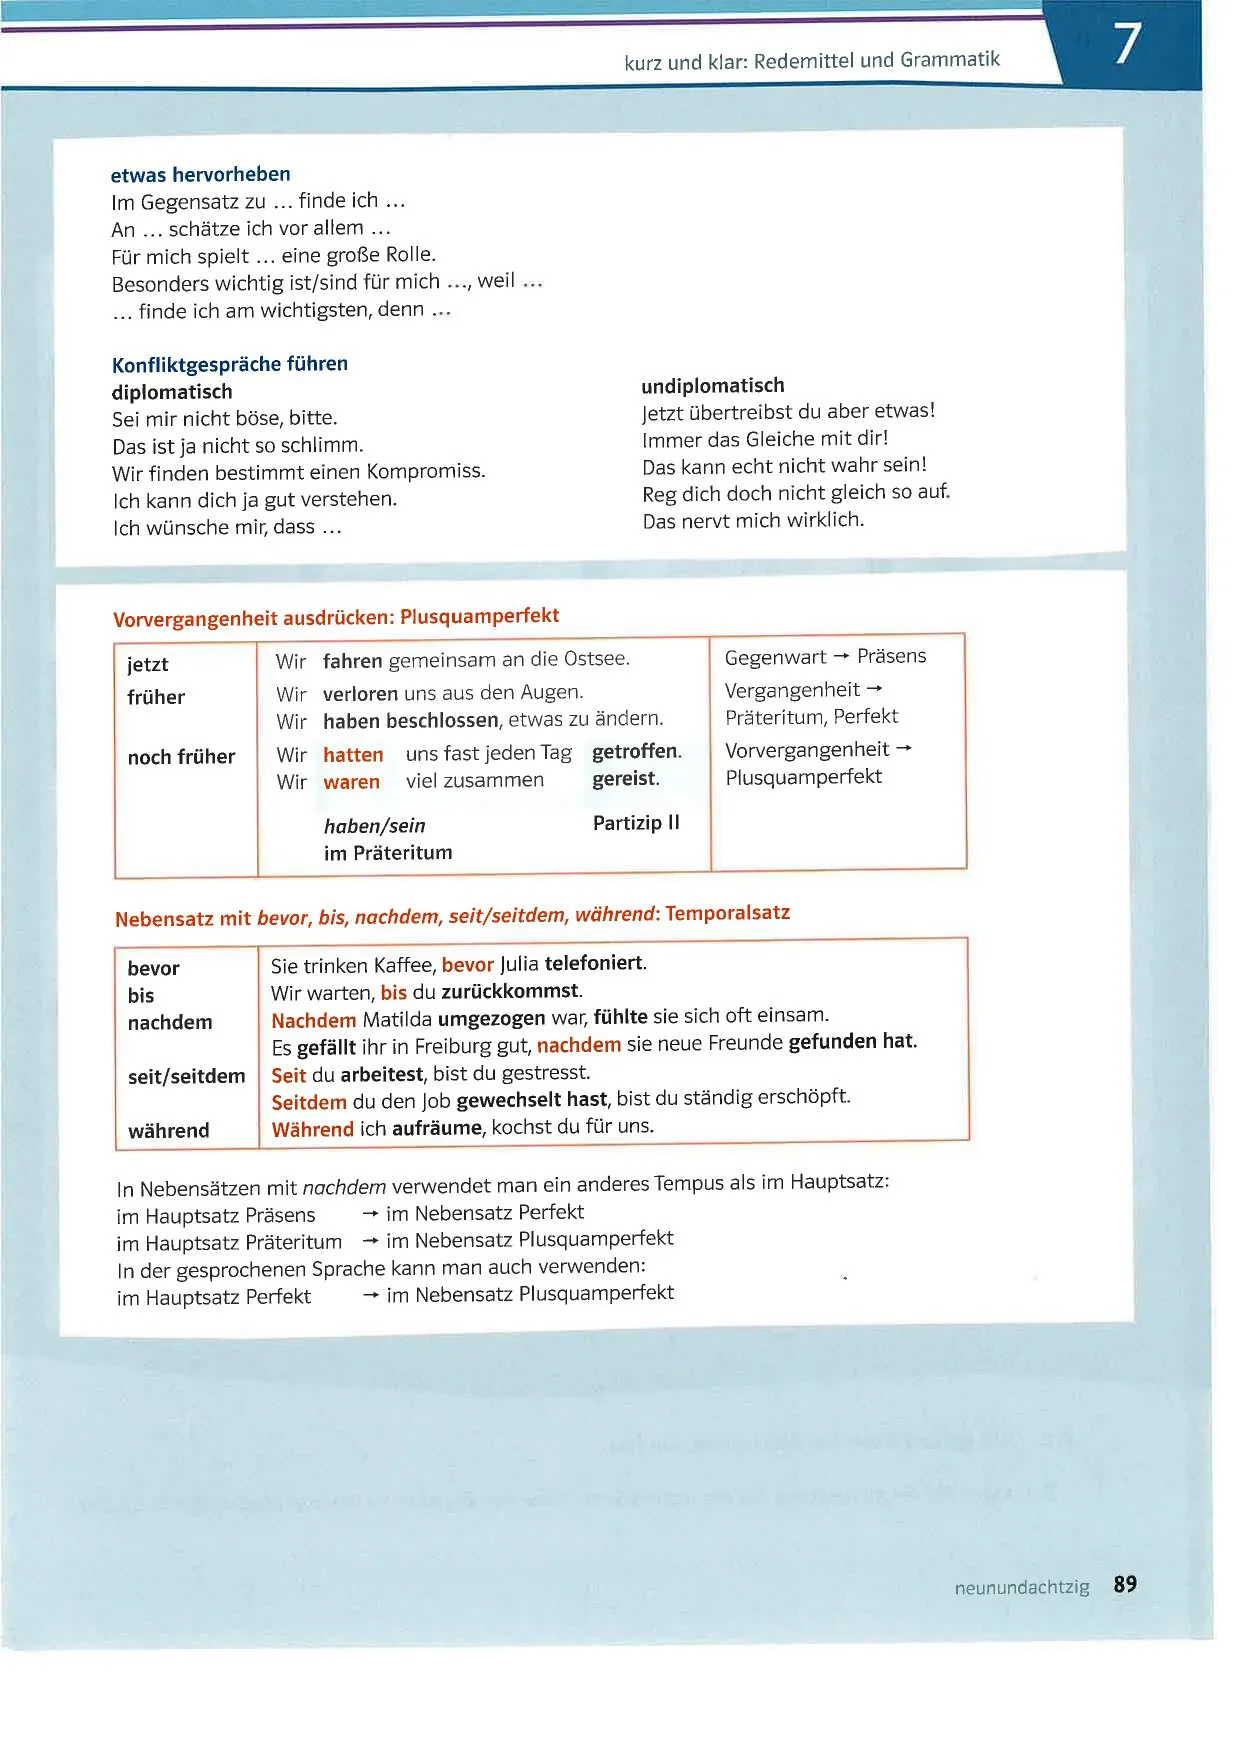 kurz und klar: Redemittel und Grammatik
7
etwas hervorheben
Im Gegensatz zu ... finde ich ...
An ... schätze ich vor allem ...
Für mich spielt ... eine große Rolle.
Besonders wichtig ist/sind für mich ..., weil ...
... finde ich am wichtigsten, denn ...
Konfliktgespräche führen
diplomatisch
Sei mir nicht böse, bitte.
Das ist ja nicht so schlimm.
Wir finden bestimmt einen Kompromiss.
Ich kann dich ja gut verstehen.
Ich wünsche mir, dass ...
undiplomatisch
Jetzt übertreibst du aber etwas!
Immer das Gleiche mit dir!
Das kann echt nicht wahr sein!
Reg dich doch nicht gleich so auf.
Das nervt mich wirklich.
Vorvergangenheit ausdrücken: Plusquamperfekt
jetzt Wir fahren gemeinsam an die Ostsee. Gegenwart → Präsens
früher Wir verloren uns aus den Augen. Vergangenheit →
Wir haben beschlossen, etwas zu ändern. Präteritum, Perfekt
noch früher Wir hatten uns fast jeden Tag getroffen. Vorvergangenheit →
Wir waren viel zusammen gereist. Plusquamperfekt
haben/sein Partizip II
im Präteritum
Nebensatz mit bevor, bis, nachdem, seit/seitdem, während: Temporalsatz
bevor Sie trinken Kaffee, bevor Julia telefoniert.
bis Wir warten, bis du zurückkommst.
nachdem Nachdem Matilda umgezogen war, fühlte sie sich oft einsam.
Es gefällt ihr in Freiburg gut, nachdem sie neue Freunde gefunden hat.
seit/seitdem Seit du arbeitest, bist du gestresst.
Seitdem du den Job gewechselt hast, bist du ständig erschöpft.
während Während ich aufräume, kochst du für uns.
In Nebensätzen mit nachdem verwendet man ein anderes Tempus als im Hauptsatz:
im Hauptsatz Präsens → im Nebensatz Perfekt
im Hauptsatz Präteritum → im Nebensatz Plusquamperfekt
In der gesprochenen Sprache kann man auch verwenden:
im Hauptsatz Perfekt → im Nebensatz Plusquamperfekt
neunundachtzig 89